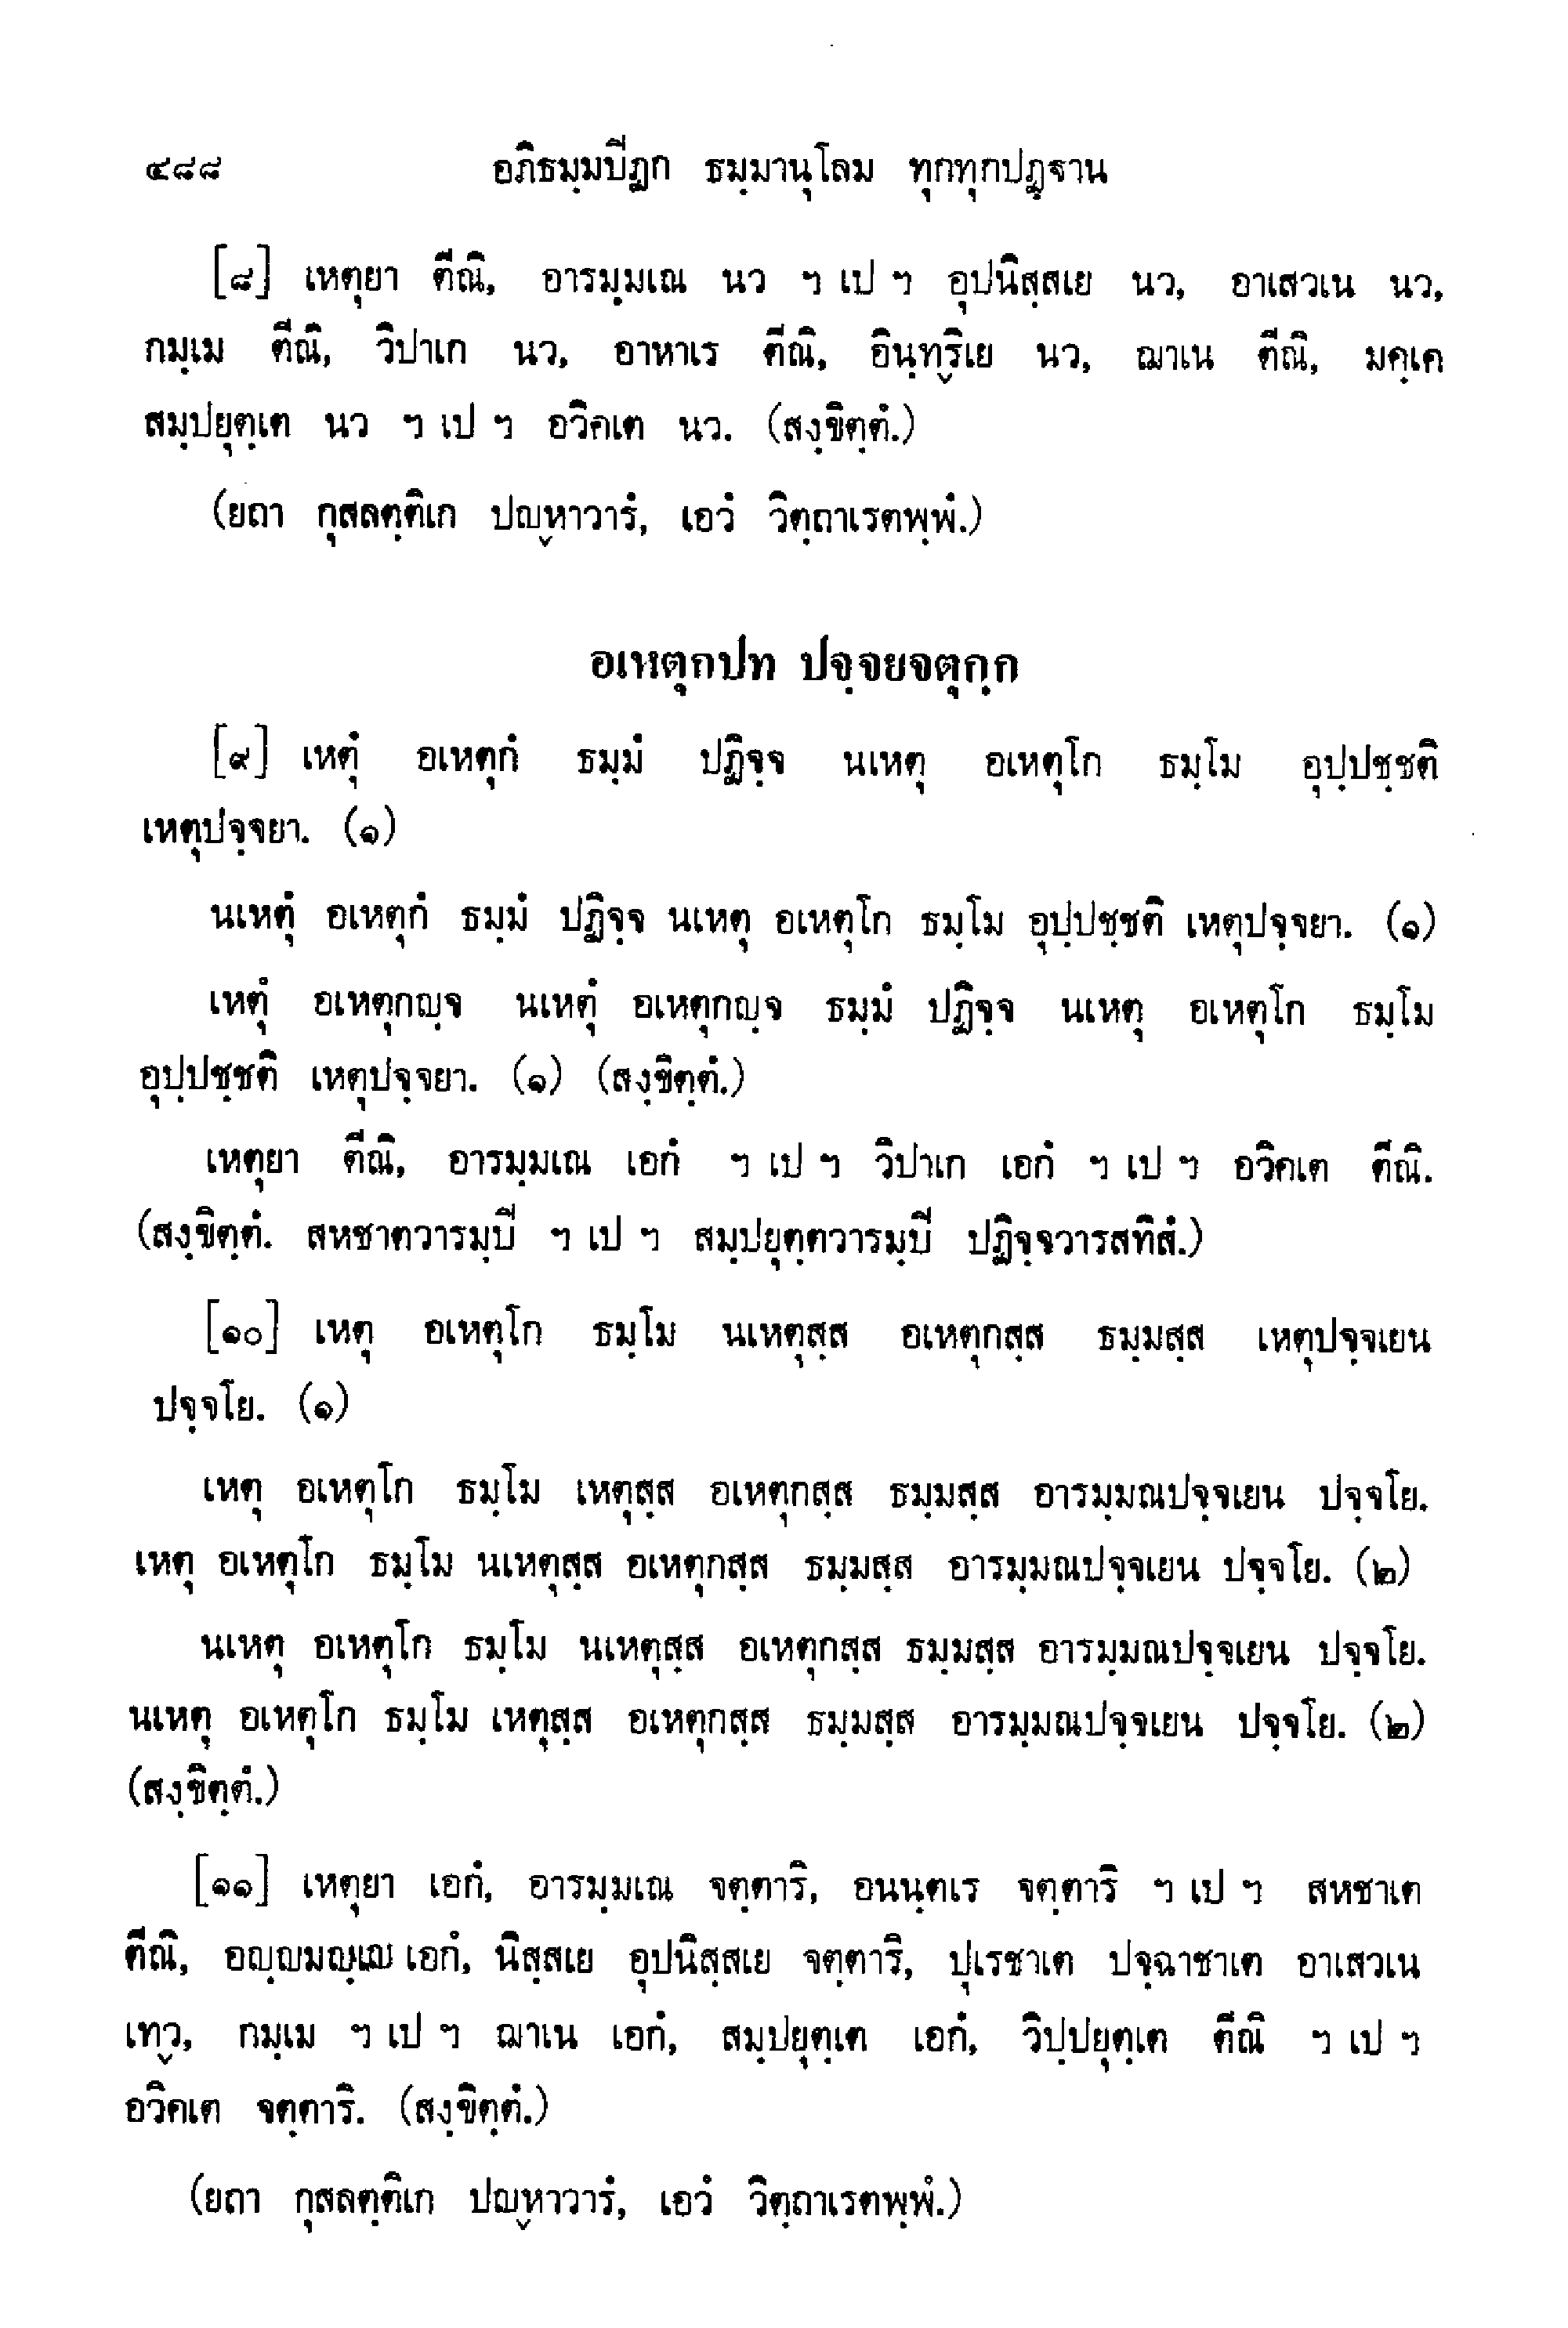 ๔๘๘ อภิธมฺมปิฏก ธมฺมานุโลม ทุกทุกปฏฺฐาน
[๘] เหตุยา ตีณิ, อารมฺมเณ นว ฯ เป ฯ อุปนิสฺสเย นว, อาเสวเน นว,
กมฺเม ตีณิ, วิปาเก นว, อาหาเร ตีณิ, อินฺทฺริเย นว, ฌาเน ตีณิ, มคฺเค
สมฺปยุตฺเต นว ฯ เป ฯ อวิคเต นว. (สงฺขิตฺตํ.)
(ยถา กุสลตฺติเก ปญฺหาวารํ, เอวํ วิตฺถาเรตพฺพํ.)
อเหตุกปท ปจฺจยจตุกฺก
[๙] เหตุํ อเหตุกํ ธมฺมํ ปฏิจฺจ นเหตุ อเหตุโก ธมฺโม อุปฺปชฺชติ
เหตุปจฺจยา. (๑)
นเหตุํ อเหตุกํ ธมฺมํ ปฏิจฺจ นเหตุ อเหตุโก ธมฺโม อุปฺปชฺชติ เหตุปจฺจยา. (๑)
เหตุํ อเหตุกญฺจ นเหตุํ อเหตุกญฺจ ธมฺมํ ปฏิจฺจ นเหตุ อเหตุโก ธมฺโม
อุปฺปชฺชติ เหตุปจฺจยา. (๑) (สงฺขิตฺตํ.)
เหตุยา ตีณิ, อารมฺมเณ เอกํ ฯ เป ฯ วิปาเก เอกํ ฯ เป ฯ อวิคเต ตีณิ.
(สงฺขิตฺตํ. สหชาตวารมฺปิ ฯ เป ฯ สมฺปยุตฺตวารมฺปิ ปฏิจฺจวารสทิสํ.)
[๑๐] เหตุ อเหตุโก ธมฺโม นเหตุสฺส อเหตุกสฺส ธมฺมสฺส เหตุปจฺจเยน
ปจฺจโย. (๑)
เหตุ อเหตุโก ธมฺโม เหตุสฺส อเหตุกสฺส ธมฺมสฺส อารมฺมณปจฺจเยน ปจฺจโย.
เหตุ อเหตุโก ธมฺโม นเหตุสฺส อเหตุกสฺส ธมฺมสฺส อารมฺมณปจฺจเยน ปจฺจโย. (๒)
นเหตุ อเหตุโก ธมฺโม นเหตุสฺส อเหตุกสฺส ธมฺมสฺส อารมฺมณปจฺจเยน ปจฺจโย.
นเหตุ อเหตุโก ธมฺโม เหตุสฺส อเหตุกสฺส ธมฺมสฺส อารมฺมณปจฺจเยน ปจฺจโย. (๒)
(สงฺขิตฺตํ.)
[๑๑] เหตุยา เอกํ, อารมฺมเณ จตฺตาริ, อนนฺตเร จตฺตาริ ฯ เป ฯ สหชาเต
ตีณิ, อญฺญมญฺเญ เอกํ, นิสฺสเย อุปนิสฺสเย จตฺตาริ, ปุเรชาเต ปจฺฉาชาเต อาเสวเน
เทฺว, กมฺเม ฯ เป ฯ ฌาเน เอกํ, สมฺปยุตฺเต เอกํ, วิปฺปยุตฺเต ตีณิ ฯ เป ฯ
อวิคเต จตฺตาริ. (สงฺขิตฺตํ.)
(ยถา กุสลตฺติเก ปญฺหาวารํ, เอวํ วิตฺถาเรตพฺพํ.)